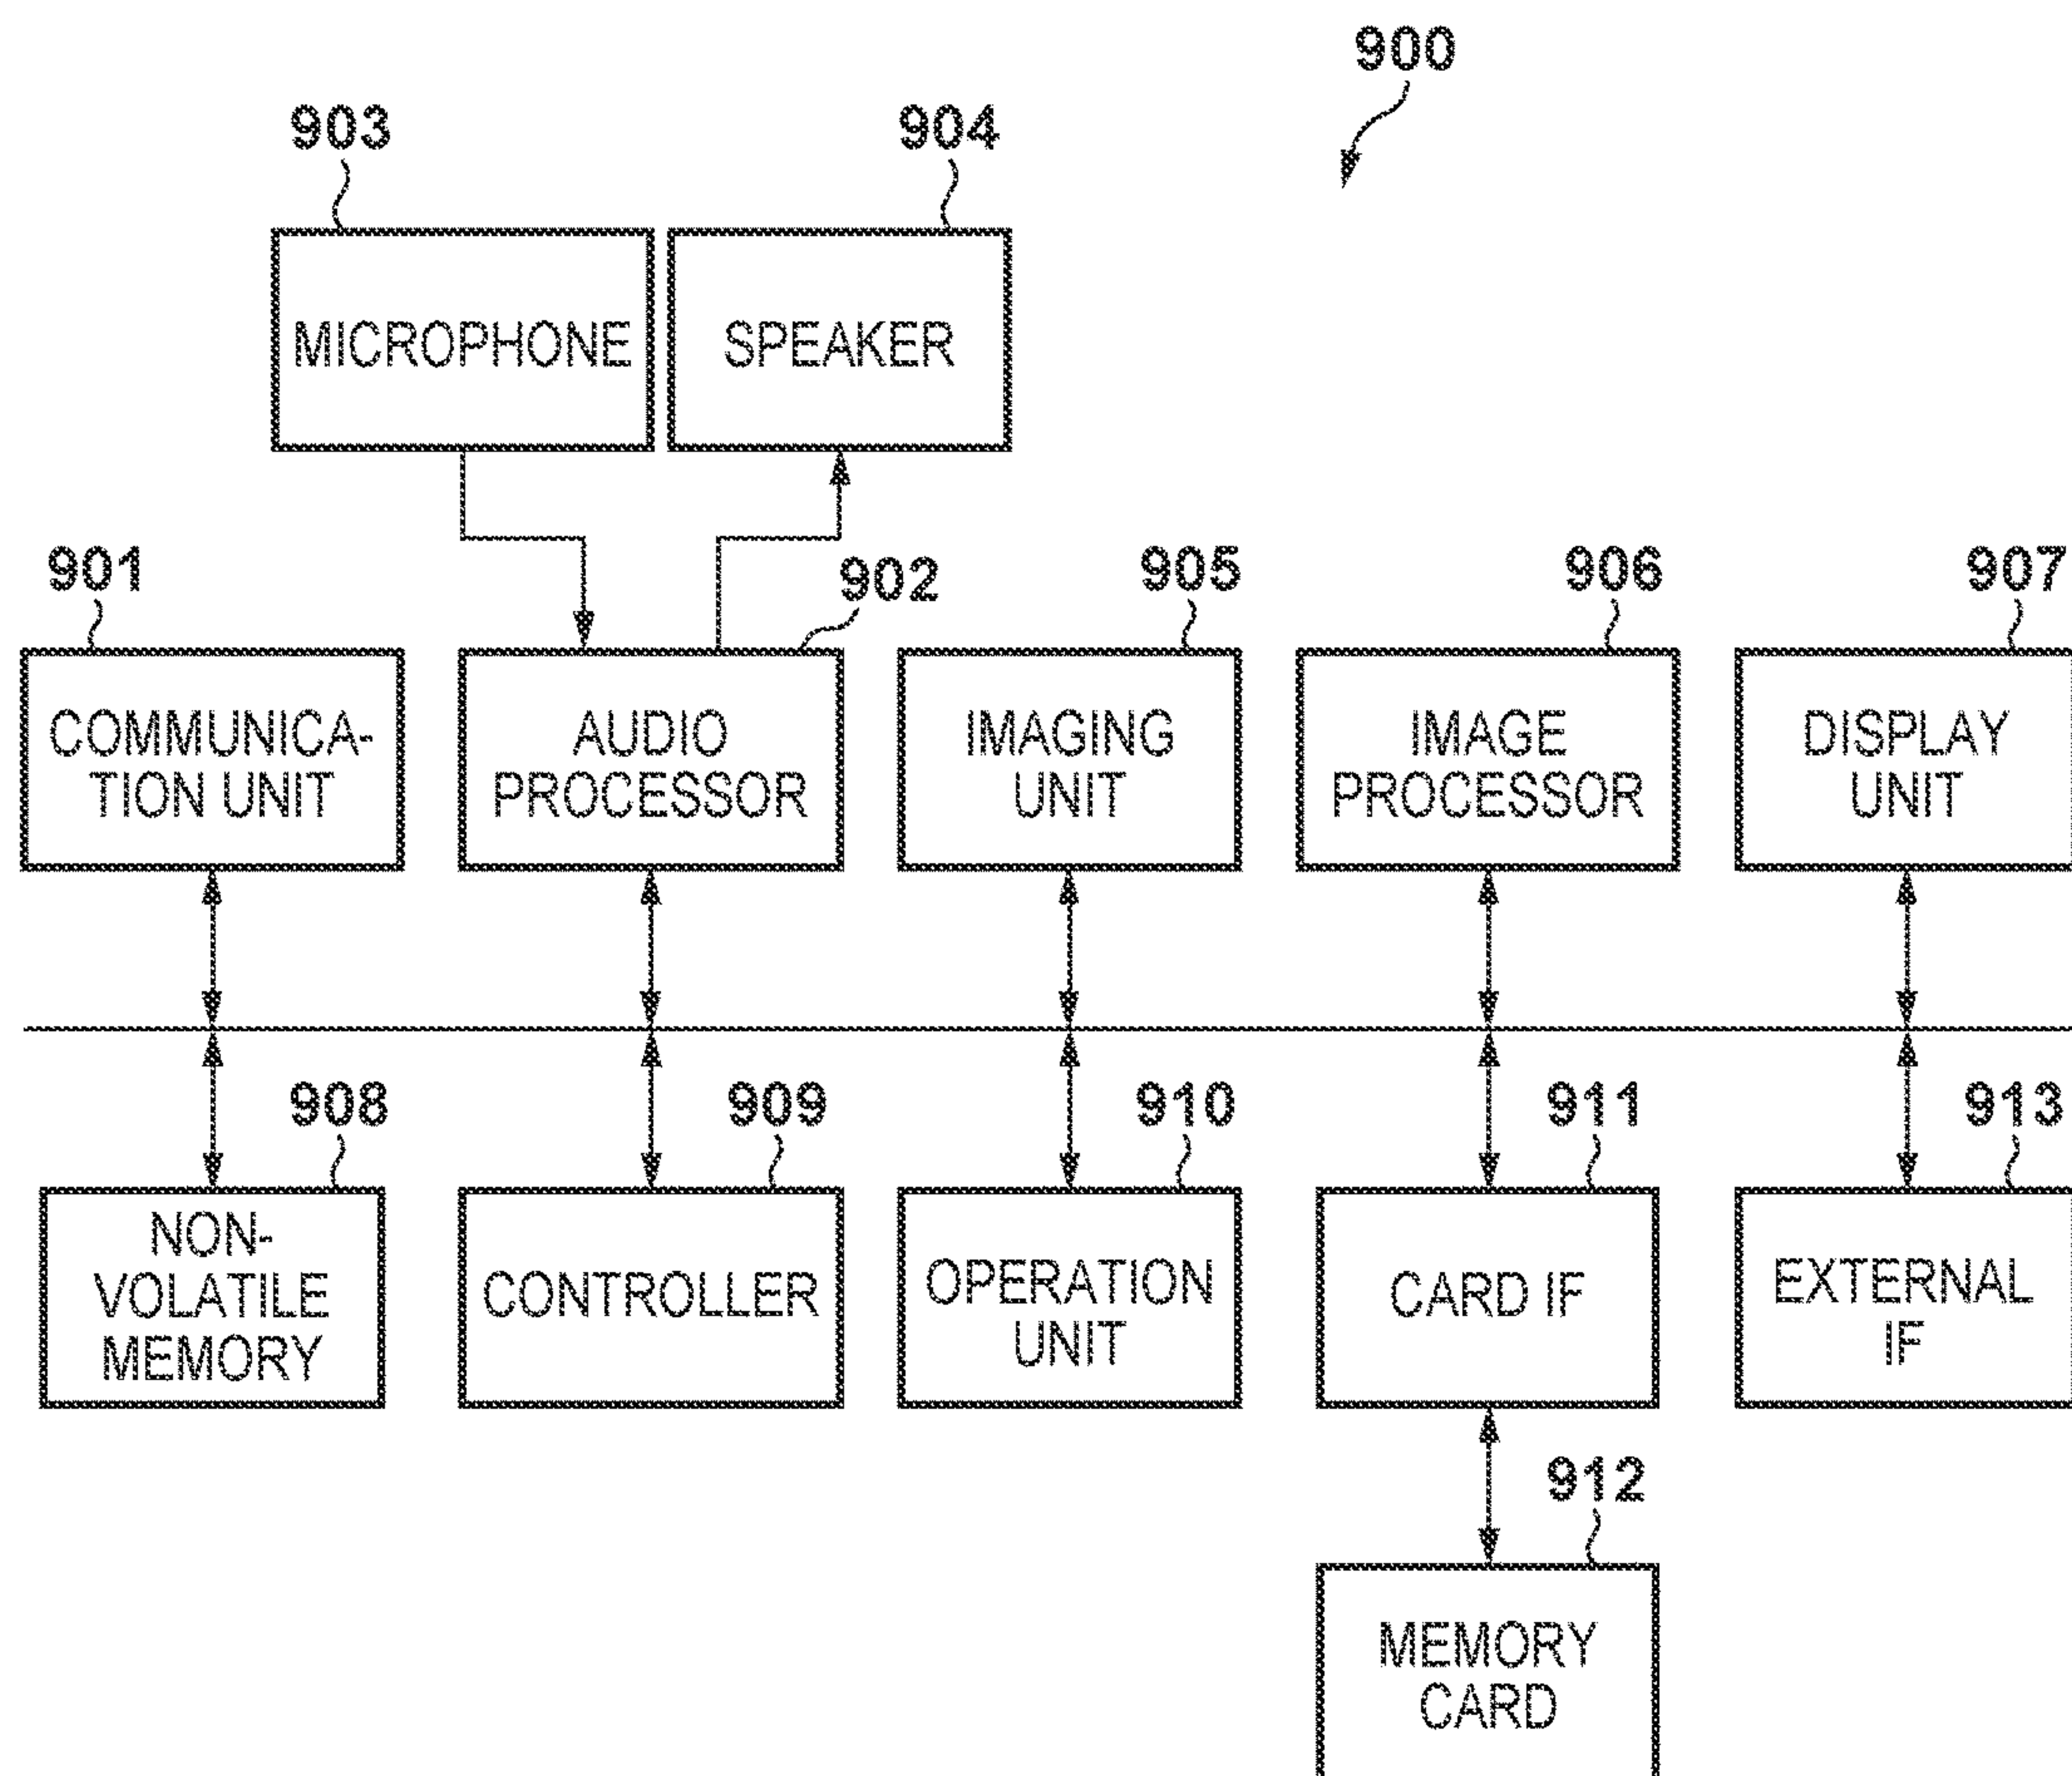 900
903
904
MICROPHONE
SPEAKER
901
902
905
906
907
COMMUNICA-
TION UNIT
AUDIO
PROCESSOR
IMAGING
UNIT
IMAGE
PROCESSOR
DISPLAY
UNIT
908
909
910
911
913
NON-
VOLATILE
MEMORY
CONTROLLER
OPERATION
UNIT
CARD IF
EXTERNAL
IF
912
MEMORY
CARD